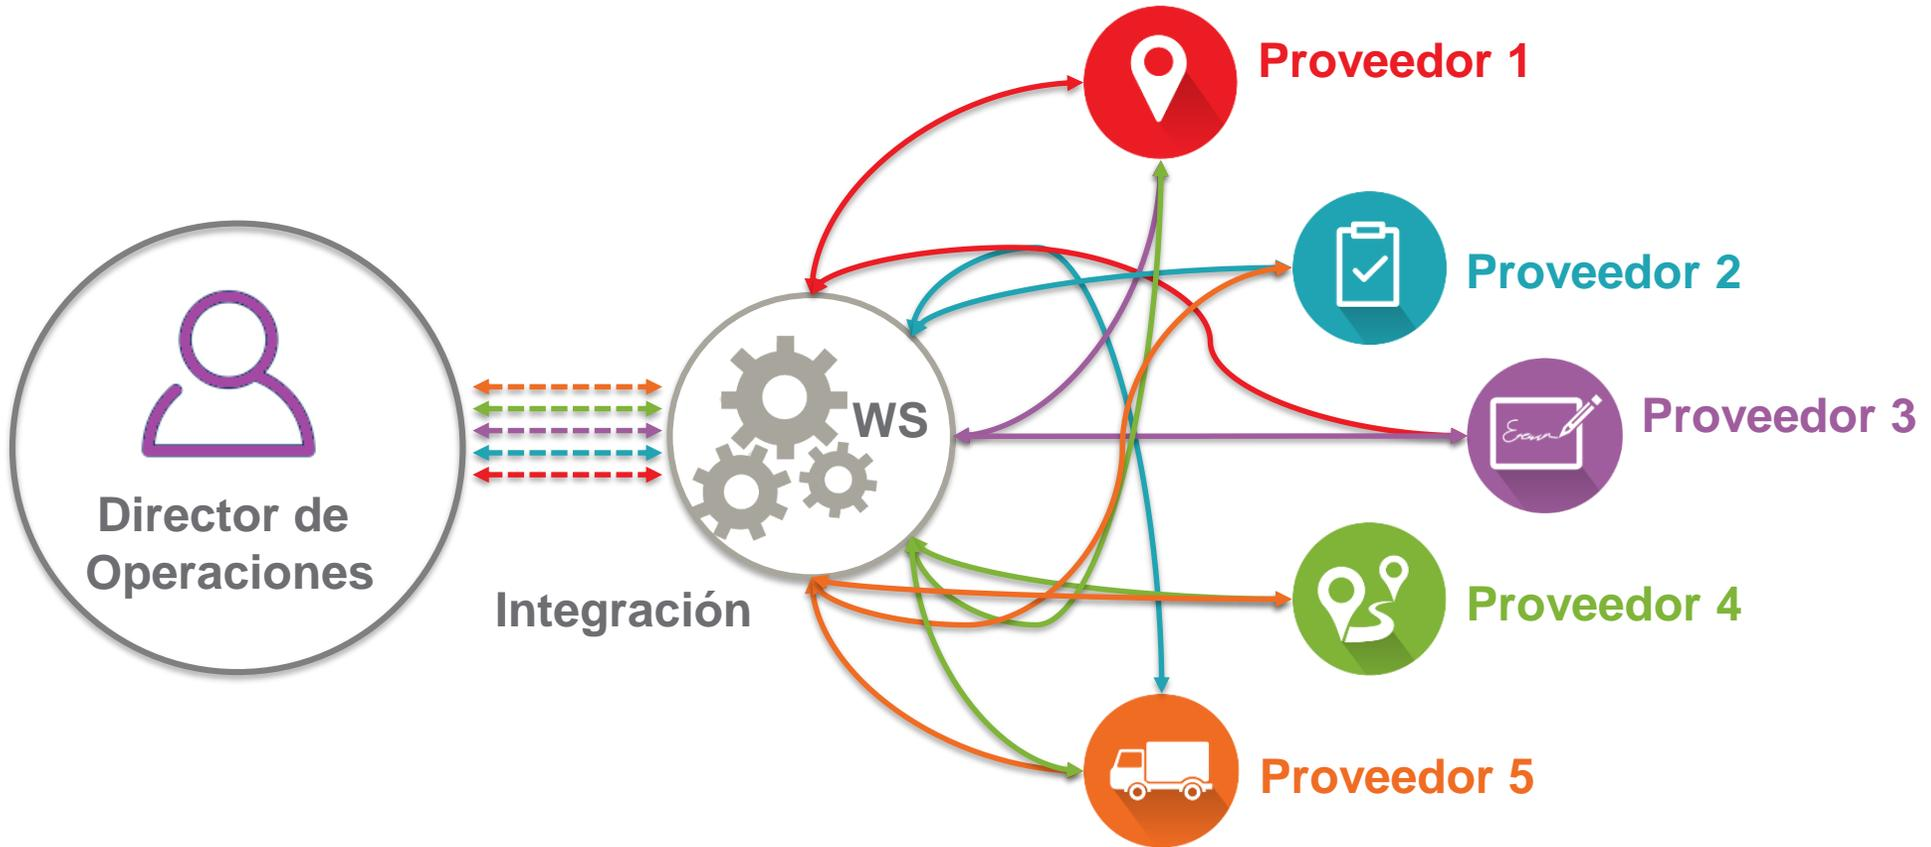 Proveedor 1
Proveedor 2
Proveedor 3
WS
Director de
Operaciones
Integración
Proveedor 4
Proveedor 5